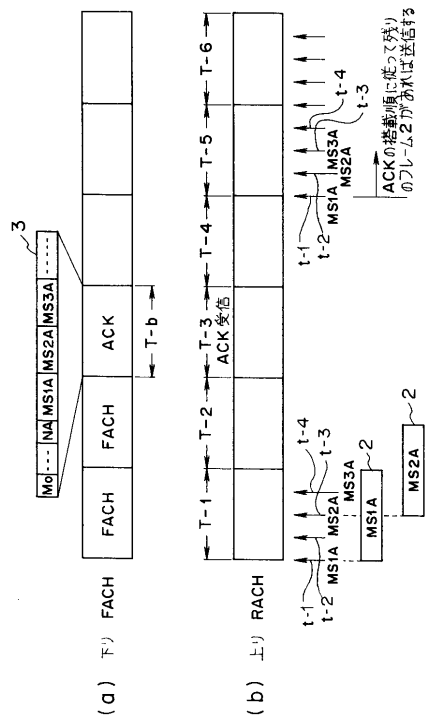 3
Mo --- NA MS1A MS2A MS3A ----
(a) 下り FACH
FACH FACH ACK
T-b
T-1 T-2 T-3 T-4 T-5 T-6
ACK受信
(b) 上り RACH
t-1 t-2 t-3 t-4
MS1A MS2A MS3A
MS1A 2
MS2A 2
t-1 t-2 t-3 t-4
MS1A MS2A MS3A
ACKの搭載順に従って残り
のフレーム2があれば送信する